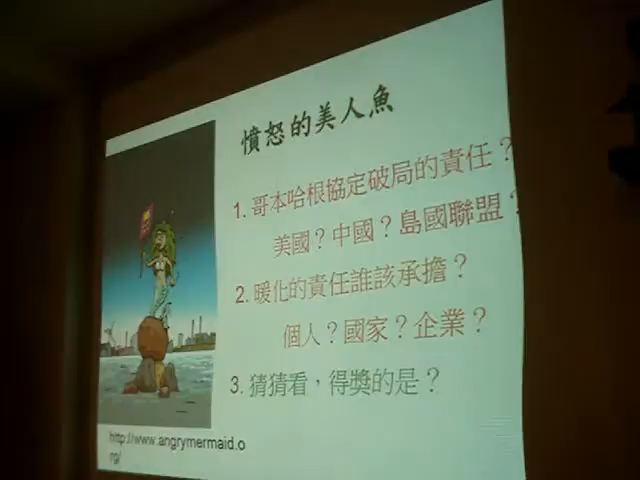 憤怒的美人魚
1. 哥本哈根協定破局的責任？
美國？中國？島國聯盟？
2. 暖化的責任誰該承擔？
個人？國家？企業？
3. 猜猜看，得獎的是？
http://www.angrymermaid.o
rg/